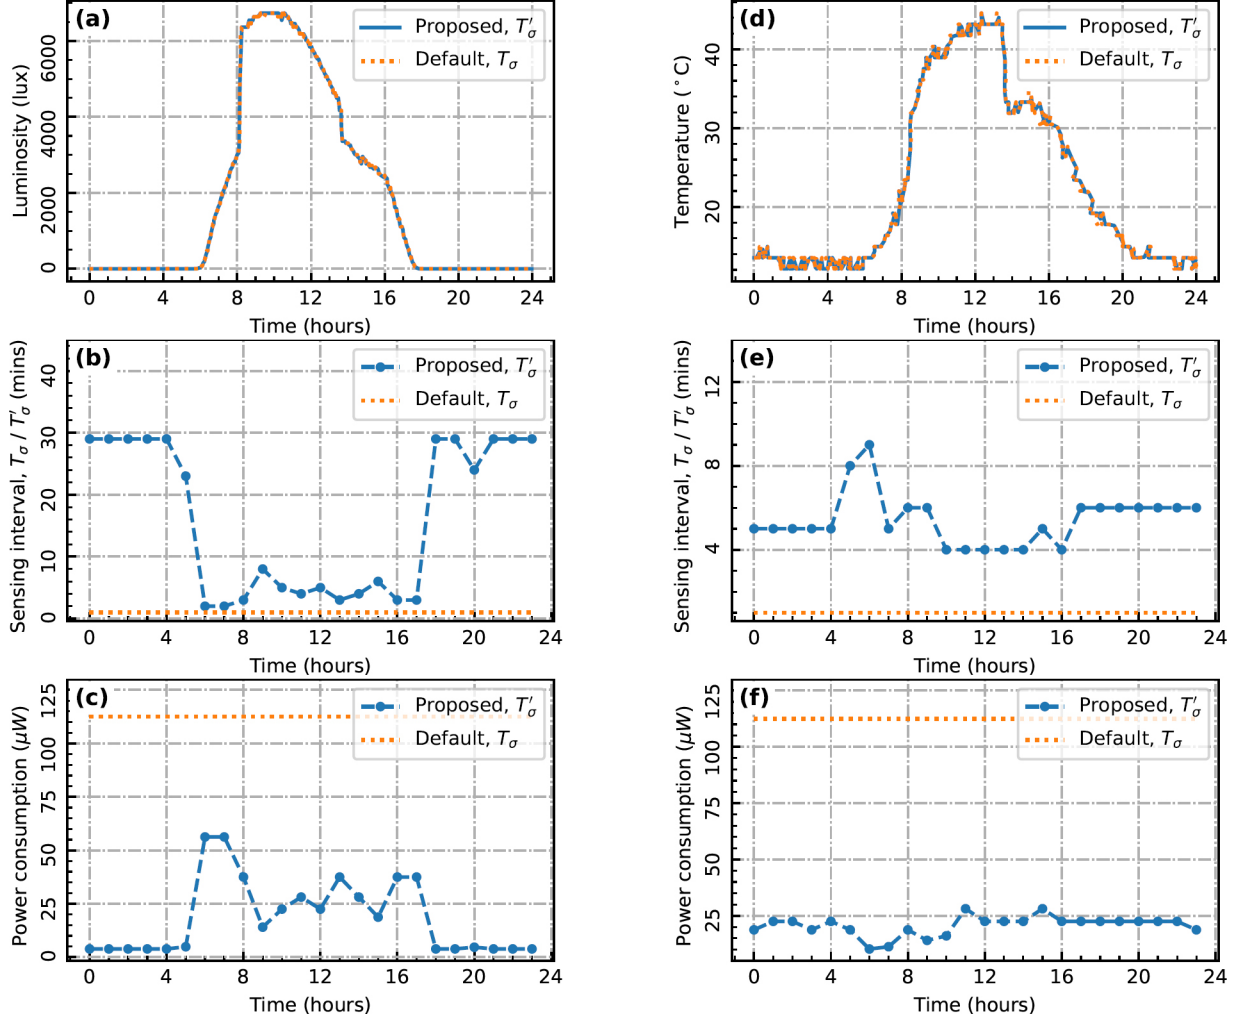 (a)
Proposed, T′σ
Default, Tσ
Luminosity (lux)
6000
4000
2000
0
0 4 8 12 16 20 24
Time (hours)
(d)
Proposed, T′σ
Default, Tσ
Temperature (°C)
40
30
20
0 4 8 12 16 20 24
Time (hours)
(b)
Proposed, T′σ
Default, Tσ
Sensing interval, Tσ / T′σ (mins)
40
30
20
10
0
0 4 8 12 16 20 24
Time (hours)
(e)
Proposed, T′σ
Default, Tσ
Sensing interval, Tσ / T′σ (mins)
12
8
4
0 4 8 12 16 20 24
Time (hours)
(c)
Proposed, T′σ
Default, Tσ
Power consumption (μW)
125
100
75
50
25
0
0 4 8 12 16 20 24
Time (hours)
(f)
Proposed, T′σ
Default, Tσ
Power consumption (μW)
125
100
75
50
25
0 4 8 12 16 20 24
Time (hours)